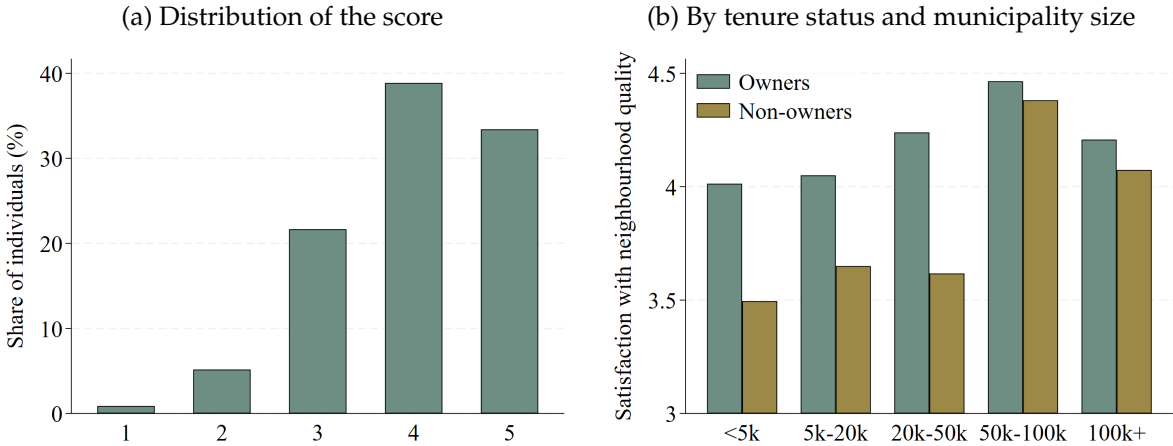 (a) Distribution of the score
Share of individuals (%)
40
30
20
10
0
1 2 3 4 5
(b) By tenure status and municipality size
Satisfaction with neighbourhood quality
4.5
4
3.5
3
Owners
Non-owners
<5k 5k-20k 20k-50k 50k-100k 100k+